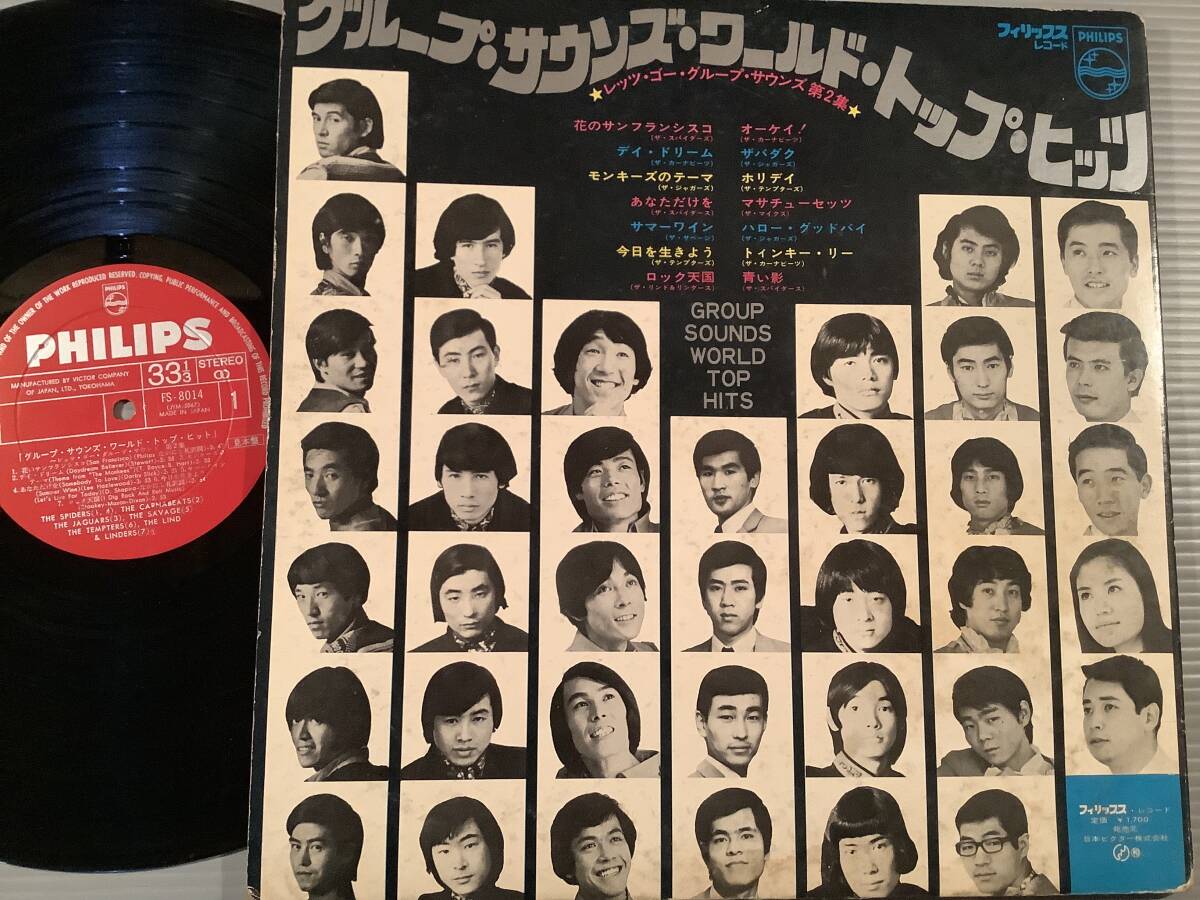 グループ・サウンズ・ワールド・トップ・ヒッツ
★レッツ・ゴー・グループ・サウンズ 第2集★
フィリップス
レコード
PHILIPS
花のサンフランシスコ
(ザ・スパイダース)
デイ・ドリーム
(ザ・カーナビーツ)
モンキーズのテーマ
(ザ・ジャガーズ)
あなただけを
(ザ・スパイダース)
サマーワイン
(ザ・サベージ)
今日を生きよう
(ザ・テンプターズ)
ロック天国
(ザ・リンド&リンダース)
オーケイ!
(ザ・カーナビーツ)
ザバダク
(ザ・ジャガーズ)
ホリデイ
(ザ・テンプターズ)
マサチューセッツ
(ザ・マイクス)
ハロー・グッドバイ
(ザ・ジャガーズ)
トインキー・リー
(ザ・カーナビーツ)
青い影
(ザ・スパイダース)
GROUP
SOUNDS
WORLD
TOP
HITS
PHILIPS
MANUFACTURED BY VICTOR COMPANY
OF JAPAN, LTD., YOKOHAMA
33 1/3
STEREO
FS-8014
MADE IN JAPAN
1
見本盤
「グループ・サウンズ・ワールド・トップ・ヒット」
THE SPIDERS(1, 4), THE CARNABEATS(2)
THE JAGUARS(3), THE SAVAGE(5)
THE TEMPTERS(6), THE LIND
& LINDERS(7)
フィリップス・レコード
定価 ¥1,700
発売元
日本ビクター株式会社